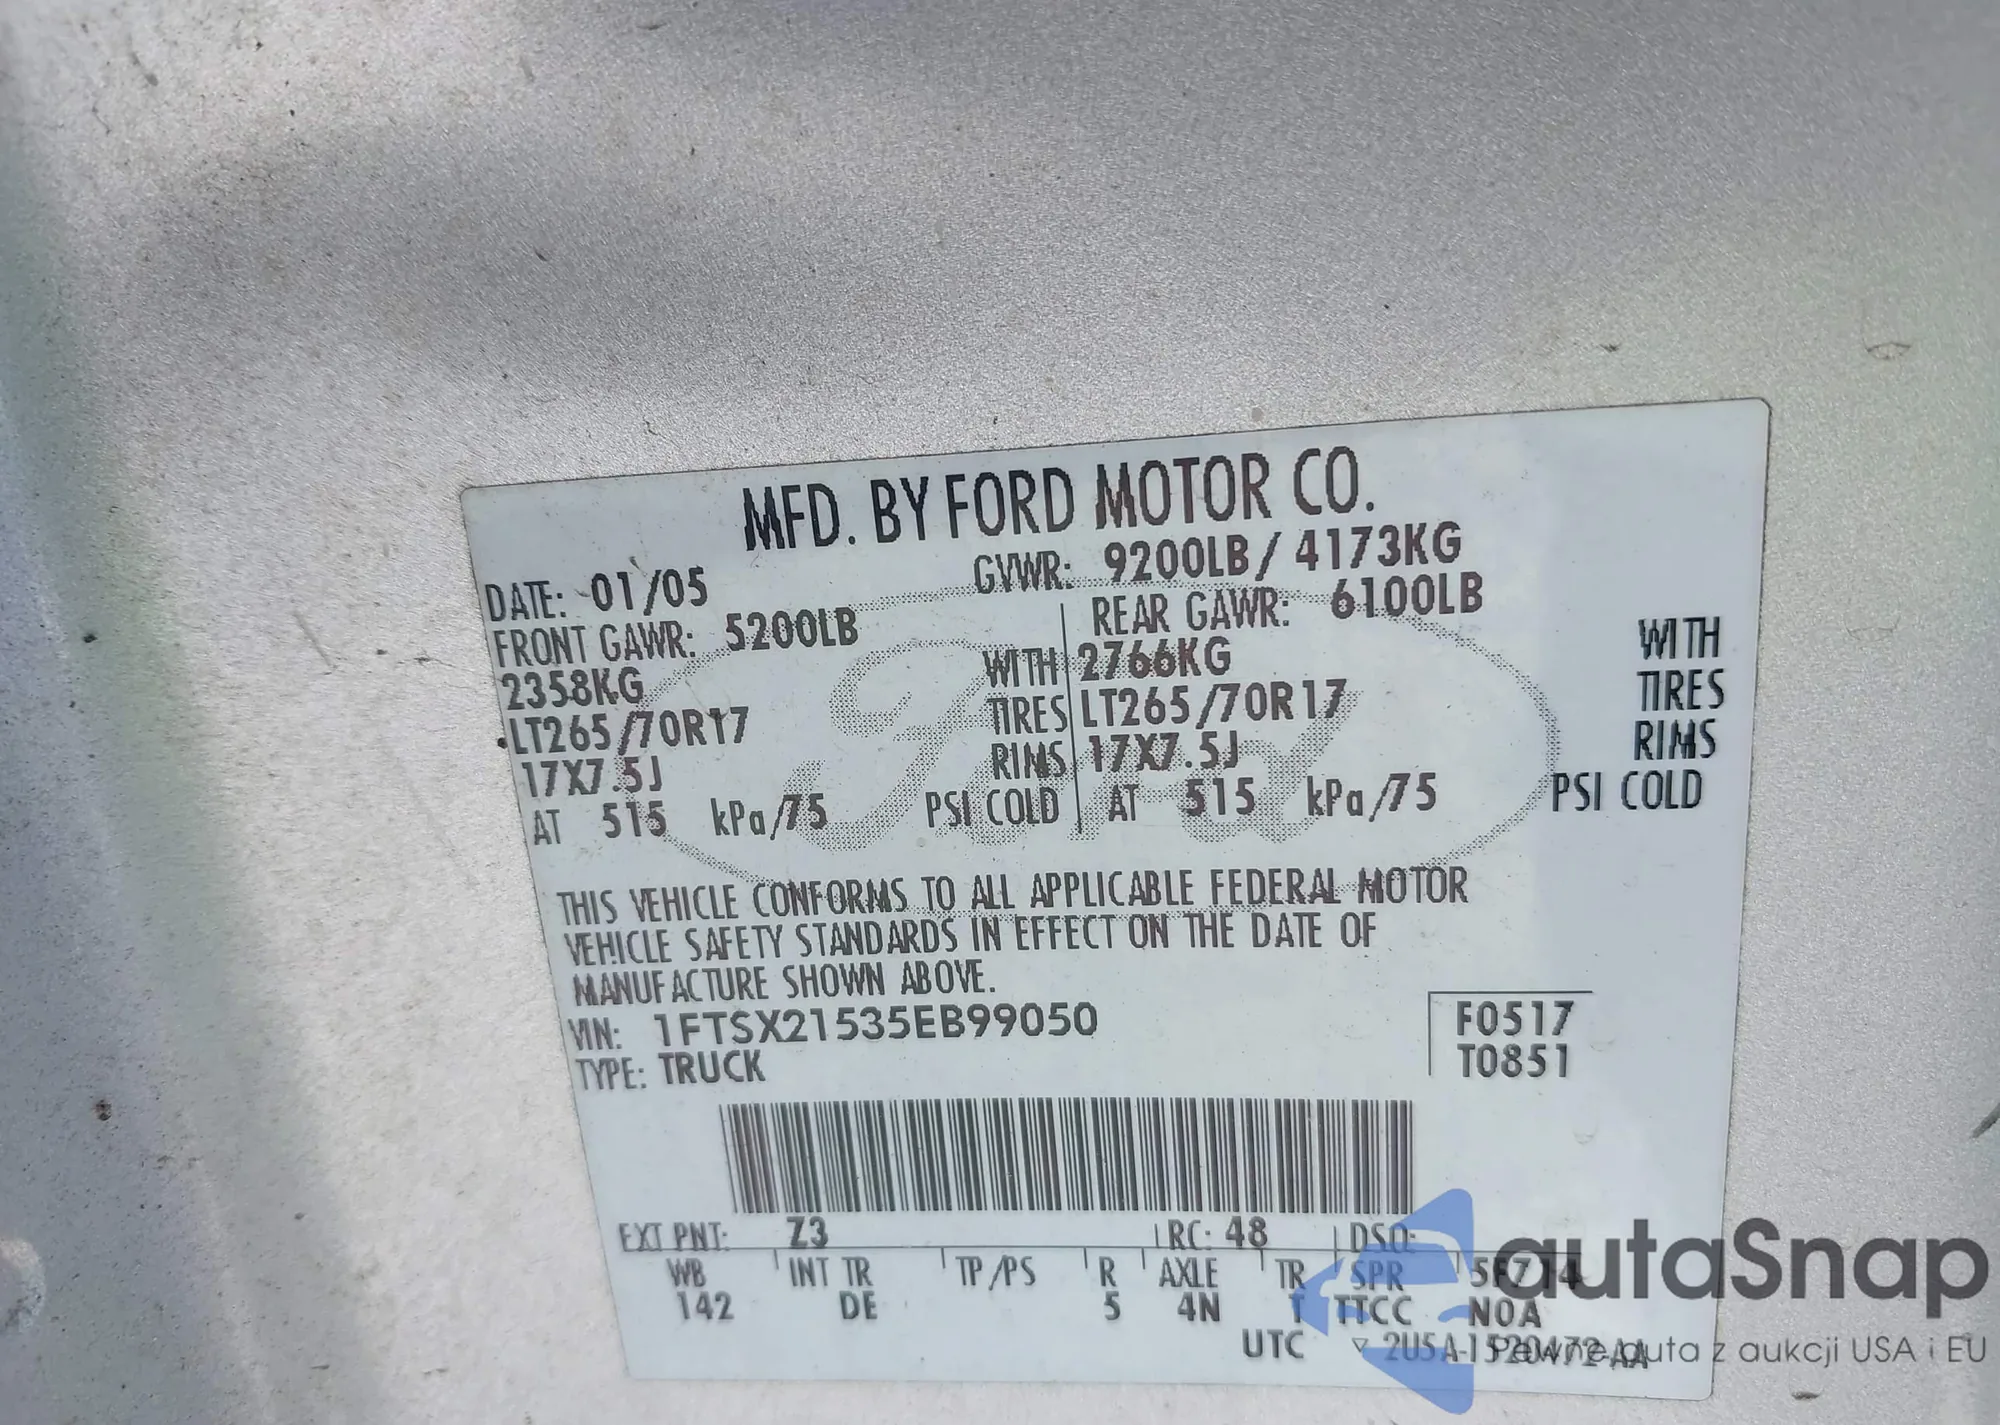 MFD. BY FORD MOTOR CO.
DATE: 01/05 GVWR: 9200LB/ 4173KG
FRONT GAWR: 5200LB REAR GAWR: 6100LB
2358KG WITH 2766KG WITH
LT265/70R17 TIRES LT265/70R17 TIRES
17X7.5J RIMS 17X7.5J RIMS
AT 515 kPa/75 PSI COLD AT 515 kPa/75 PSI COLD
THIS VEHICLE CONFORMS TO ALL APPLICABLE FEDERAL MOTOR
VEHICLE SAFETY STANDARDS IN EFFECT ON THE DATE OF
MANUFACTURE SHOWN ABOVE.
VIN: 1FTSX21535EB99050 F0517
TYPE: TRUCK T0851
EXT PNT: Z3 RC: 48 DSO:
WB INT TR TP/PS R AXLE TR SPR 5F714
142 DE 5 4N T TTCC N0A
UTC 2U5A-1520472-AA
Ford
autaSnap
Pewne auta z aukcji USA i EU